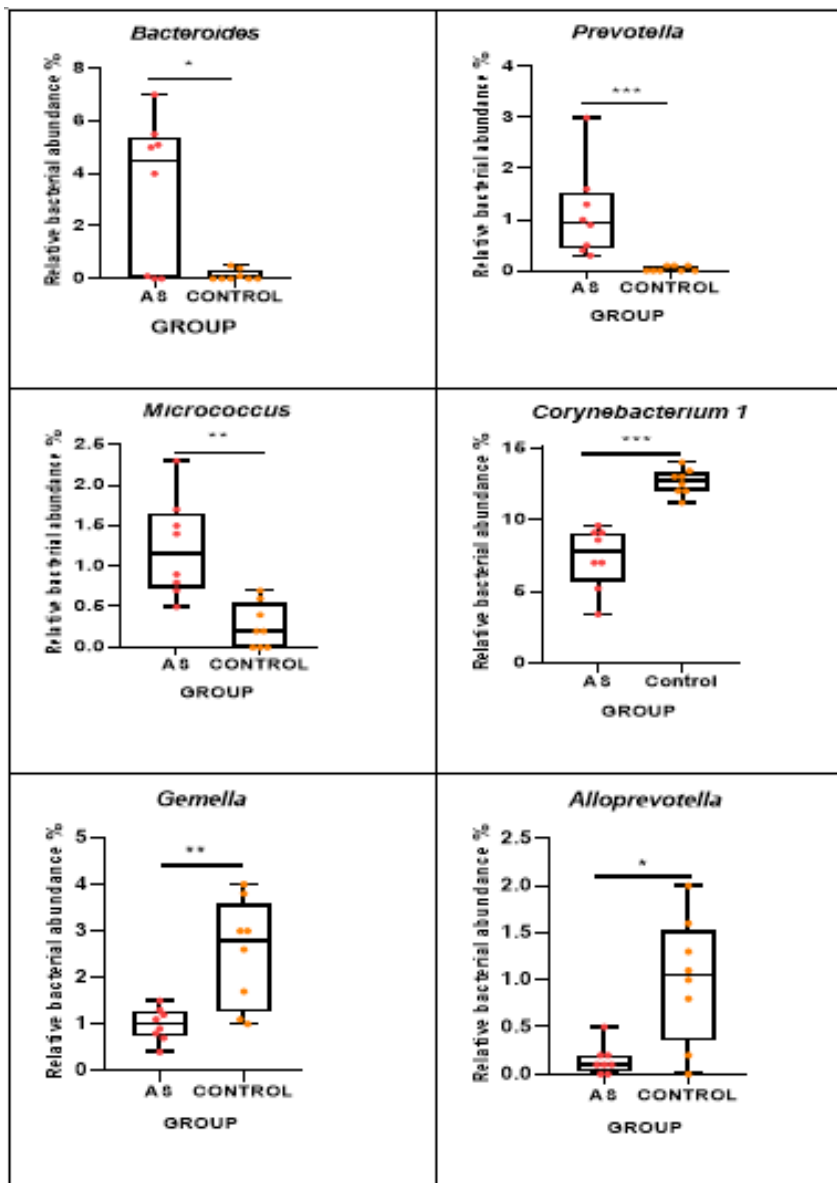 Bacteroides
Relative bacterial abundance %
8
6
4
2
0
*
AS CONTROL
GROUP
Prevotella
Relative bacterial abundance %
4
3
2
1
0
***
AS CONTROL
GROUP
Micrococcus
Relative bacterial abundance %
2.5
2.0
1.5
1.0
0.5
0.0
**
AS CONTROL
GROUP
Corynebacterium 1
Relative bacterial abundance %
15
10
5
0
***
AS Control
GROUP
Gemella
Relative bacterial abundance %
5
4
3
2
1
0
**
AS CONTROL
GROUP
Alloprevotella
Relative bacterial abundance %
2.5
2.0
1.5
1.0
0.5
0.0
*
AS CONTROL
GROUP